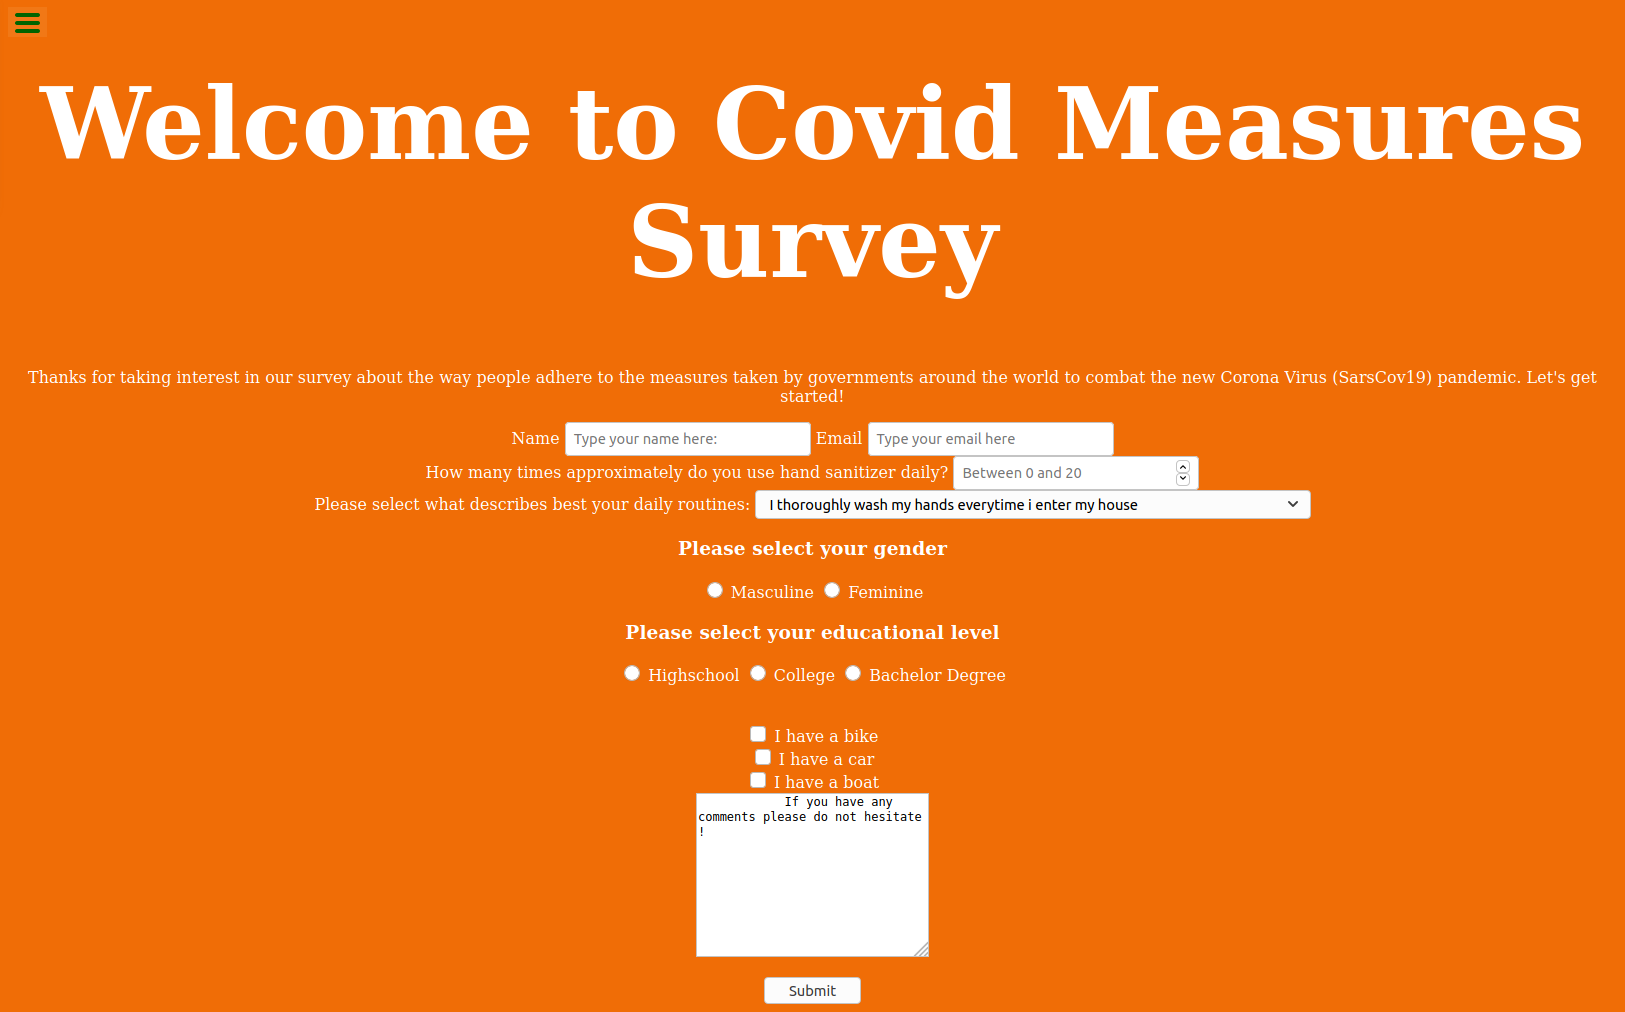 Welcome to Covid Measures
Survey
Thanks for taking interest in our survey about the way people adhere to the measures taken by governments around the world to combat the new Corona Virus (SarsCov19) pandemic. Let's get
started!
Name Type your name here: Email Type your email here
How many times approximately do you use hand sanitizer daily? Between 0 and 20
Please select what describes best your daily routines: I thoroughly wash my hands everytime i enter my house
Please select your gender
Masculine Feminine
Please select your educational level
Highschool College Bachelor Degree
I have a bike
I have a car
I have a boat
If you have any
comments please do not hesitate
!
Submit